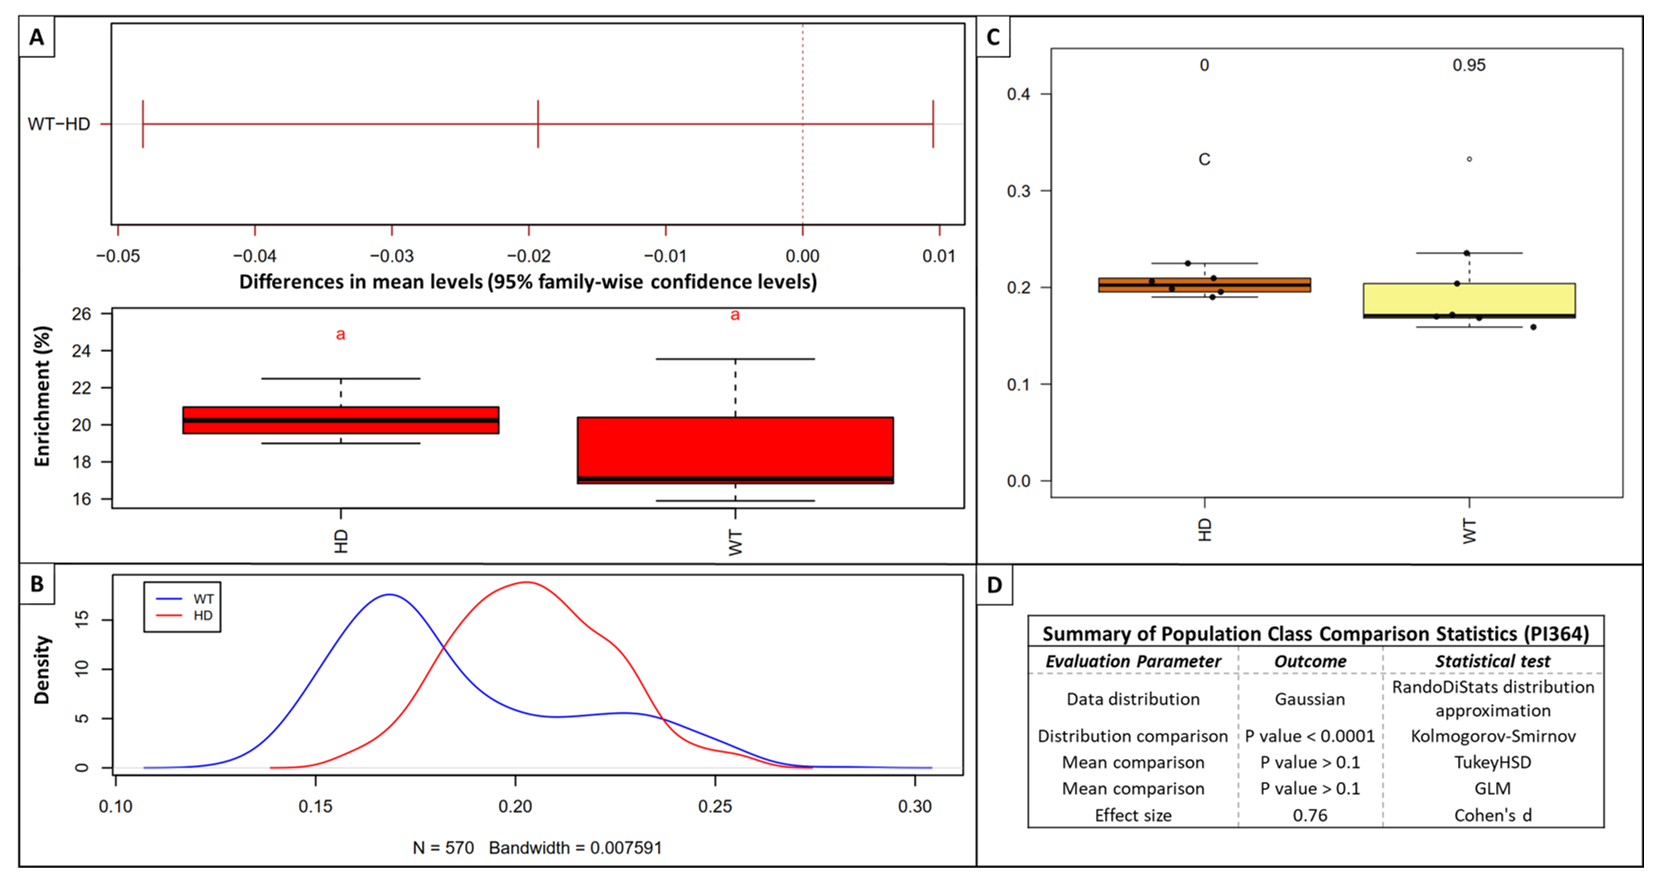 A
WT−HD
−0.05 −0.04 −0.03 −0.02 −0.01 0.00 0.01
Differences in mean levels (95% family-wise confidence levels)
Enrichment (%)
26
24
22
20
18
16
a
a
HD
WT
B
WT
HD
Density
15
10
5
0
0.10 0.15 0.20 0.25 0.30
N = 570 Bandwidth = 0.007591
C
0 0.95
0.4
0.3
0.2
0.1
0.0
C
HD
WT
D
Summary of Population Class Comparison Statistics (PI364)
Evaluation Parameter Outcome Statistical test
Data distribution Gaussian RandoDiStats distribution
approximation
Distribution comparison P value < 0.0001 Kolmogorov-Smirnov
Mean comparison P value > 0.1 TukeyHSD
Mean comparison P value > 0.1 GLM
Effect size 0.76 Cohen's d